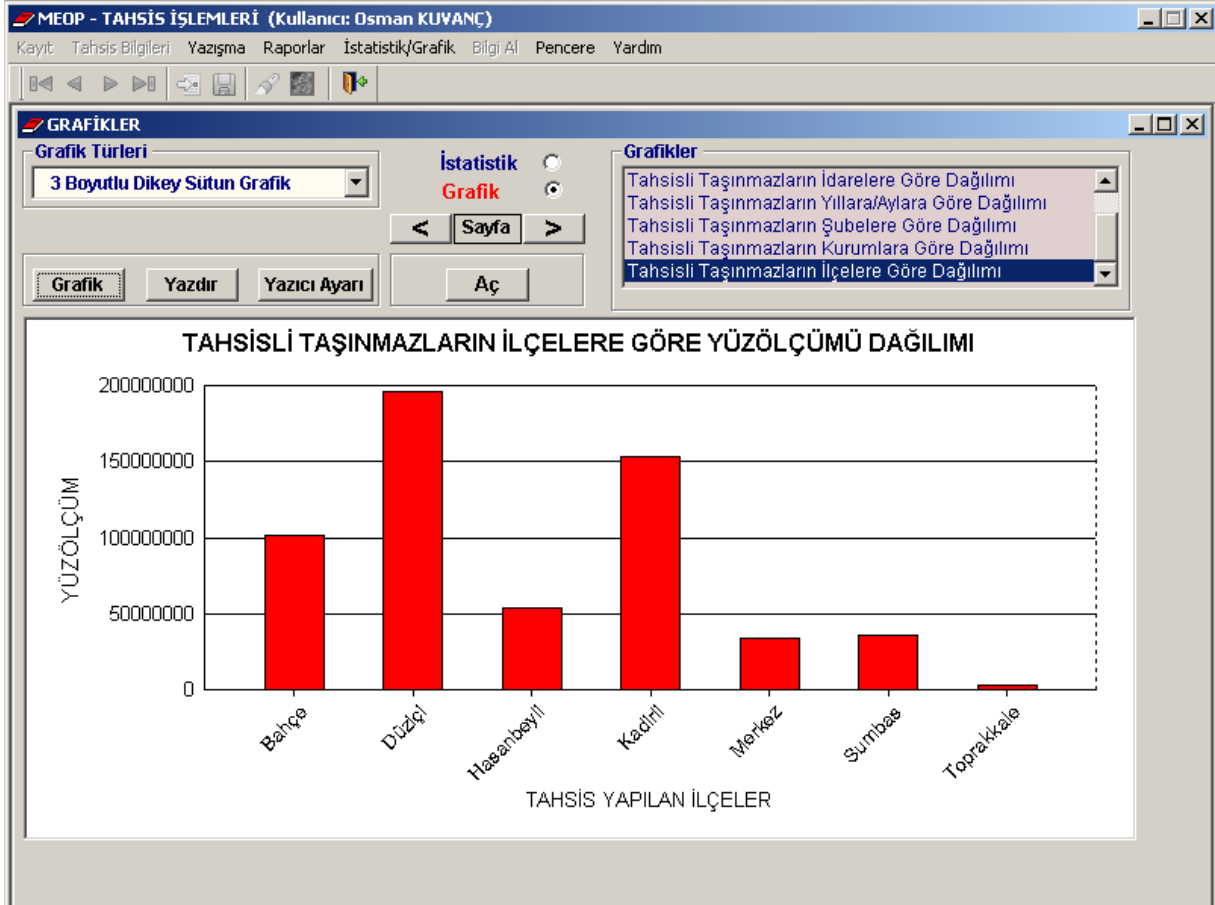 MEOP - TAHSİS İŞLEMLERİ (Kullanıcı: Osman KUVANÇ)
Kayıt Tahsis Bilgileri Yazışma Raporlar İstatistik/Grafik Bilgi Al Pencere Yardım
GRAFİKLER
Grafik Türleri
3 Boyutlu Dikey Sütun Grafik
İstatistik
Grafik
< Sayfa >
Grafikler
Tahsisli Taşınmazların İdarelere Göre Dağılımı
Tahsisli Taşınmazların Yıllara/Aylara Göre Dağılımı
Tahsisli Taşınmazların Şubelere Göre Dağılımı
Tahsisli Taşınmazların Kurumlara Göre Dağılımı
Tahsisli Taşınmazların İlçelere Göre Dağılımı
Grafik Yazdır Yazıcı Ayarı Aç
TAHSİSLİ TAŞINMAZLARIN İLÇELERE GÖRE YÜZÖLÇÜMÜ DAĞILIMI
YÜZÖLÇÜM
200000000
150000000
100000000
50000000
0
Bahçe Düziçi Hasanbeyli Kadirli Merkez Sumbas Toprakkale
TAHSİS YAPILAN İLÇELER